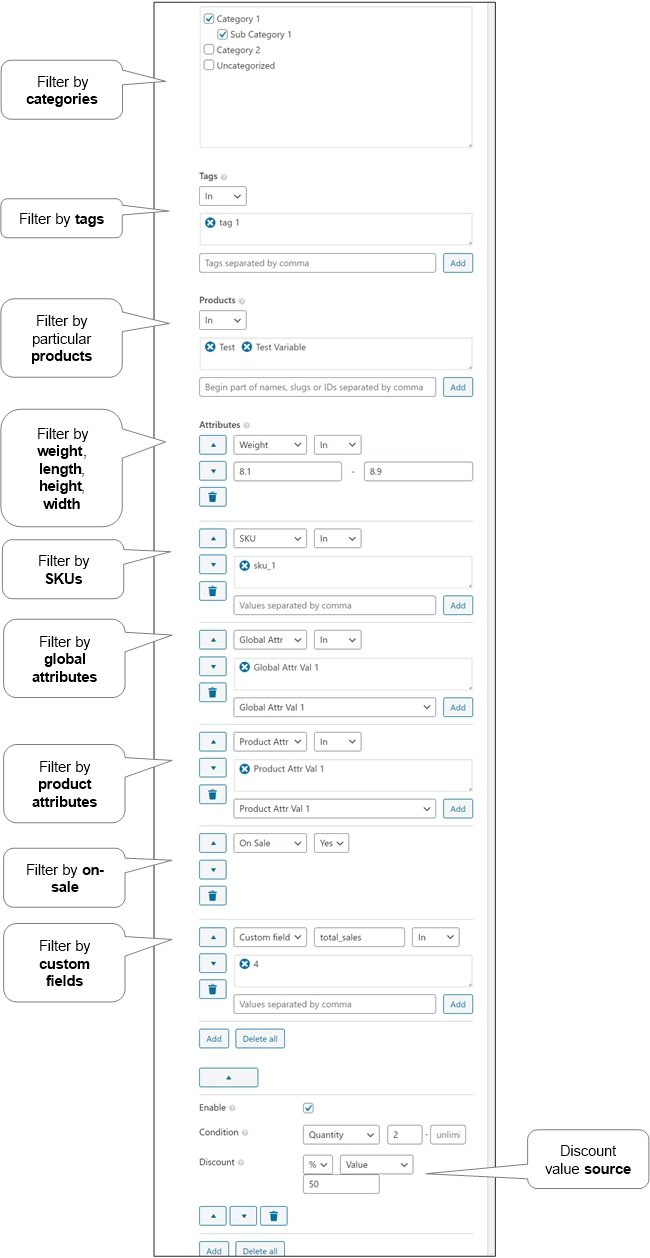 Category 1
Sub Category 1
Category 2
Uncategorized
Filter by
categories
Tags
In
tag 1
Filter by tags
Tags separated by comma
Add
Products
In
Filter by
particular
products
Test
Test Variable
Begin part of names, slugs or IDs separated by comma
Add
Attributes
Filter by
weight,
length,
height,
width
Weight
In
8.1
-
8.9
SKU
In
Filter by
SKUs
sku_1
Values separated by comma
Add
Filter by
global
attributes
Global Attr
In
Global Attr Val 1
Global Attr Val 1
Add
Product Attr
In
Filter by
product
attributes
Product Attr Val 1
Product Attr Val 1
Add
On Sale
Yes
Filter by on-
sale
Filter by
custom
fields
Custom field
total_sales
In
4
Values separated by comma
Add
Add
Delete all
Enable
Condition
Quantity
2
-
unlimi
Discount
%
Value
50
Discount
value source
Add
Delete all